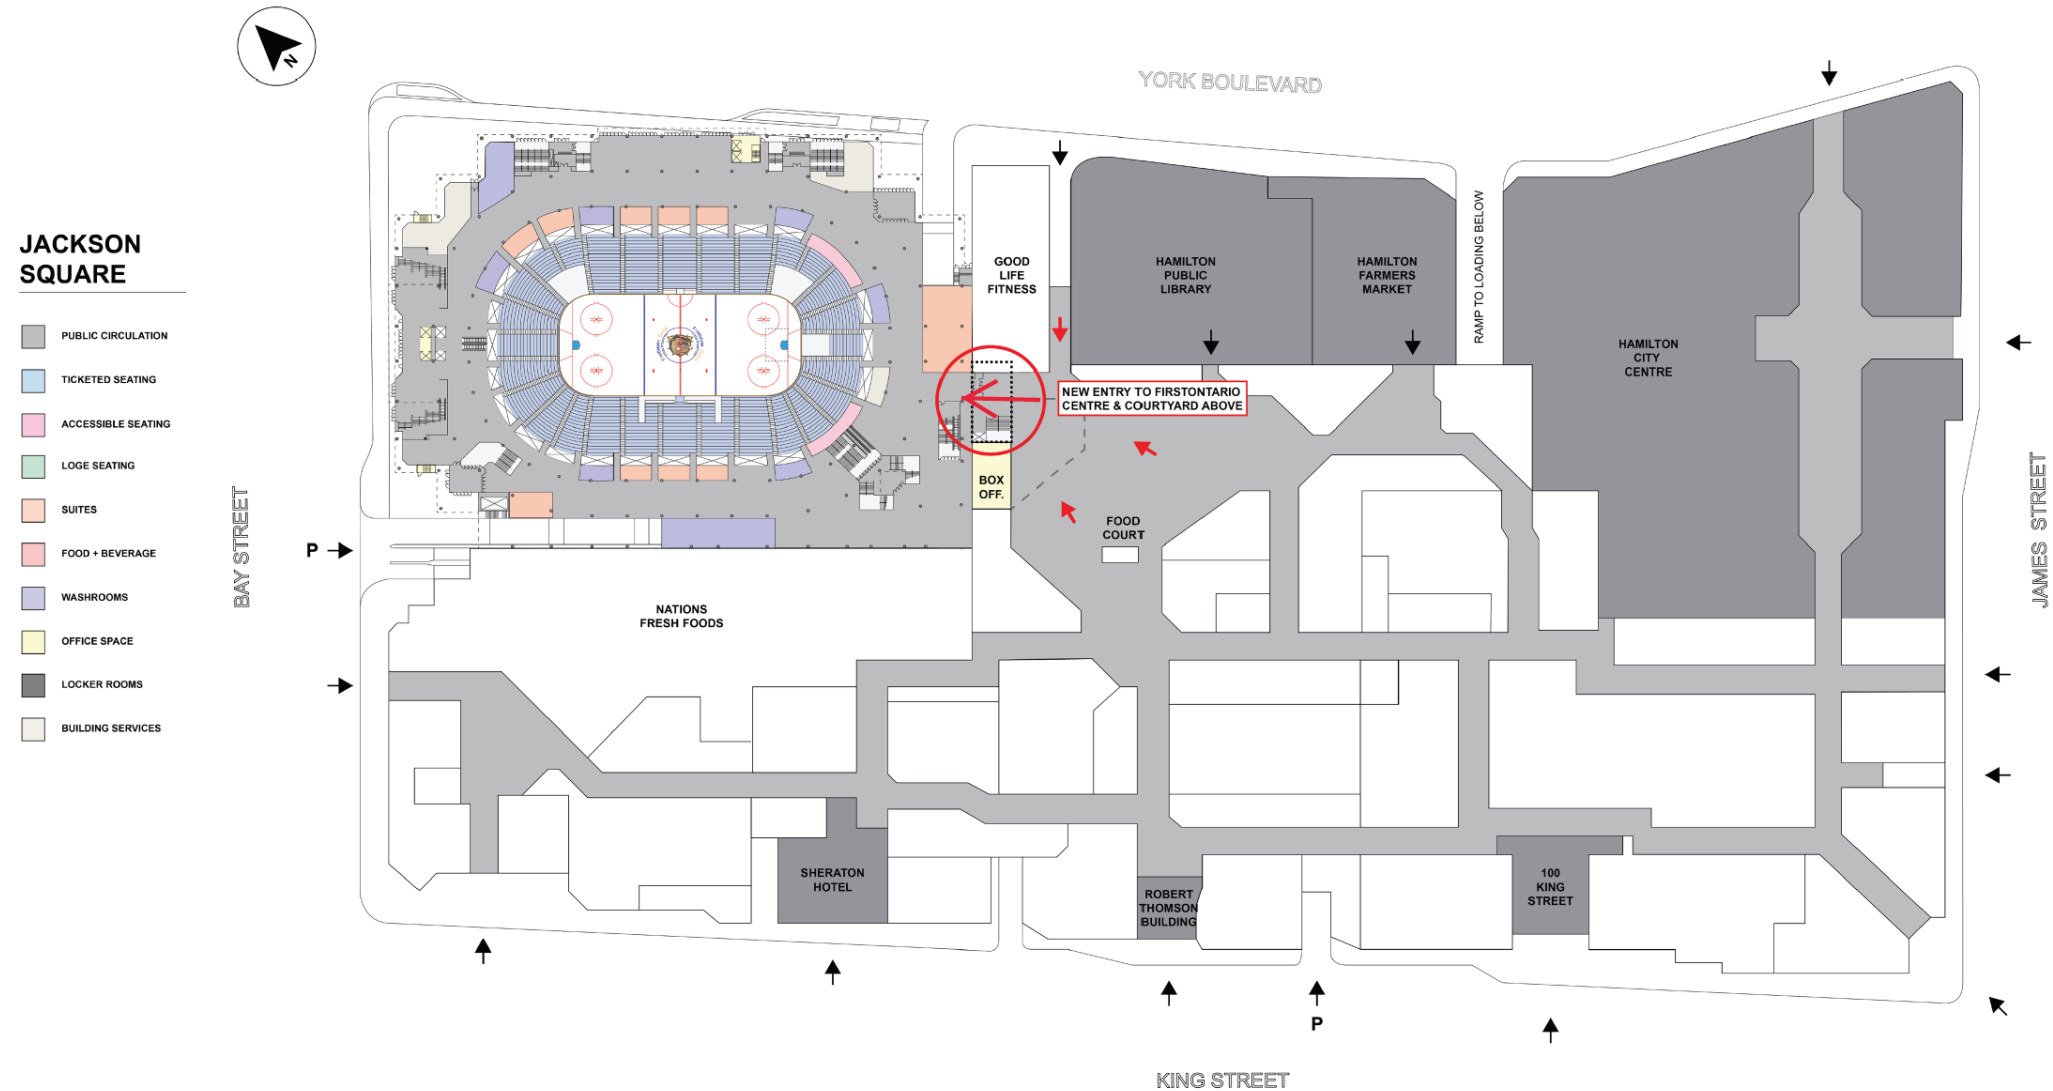 N
YORK BOULEVARD
JACKSON
SQUARE
PUBLIC CIRCULATION
TICKETED SEATING
ACCESSIBLE SEATING
LOGE SEATING
SUITES
FOOD + BEVERAGE
WASHROOMS
OFFICE SPACE
LOCKER ROOMS
BUILDING SERVICES
GOOD
LIFE
FITNESS
HAMILTON
PUBLIC
LIBRARY
HAMILTON
FARMERS
MARKET
RAMP TO LOADING BELOW
HAMILTON
CITY
CENTRE
NEW ENTRY TO FIRSTONTARIO
CENTRE & COURTYARD ABOVE
BOX
OFF.
FOOD
COURT
BAY STREET
JAMES STREET
P
NATIONS
FRESH FOODS
SHERATON
HOTEL
ROBERT
THOMSON
BUILDING
100
KING
STREET
P
KING STREET